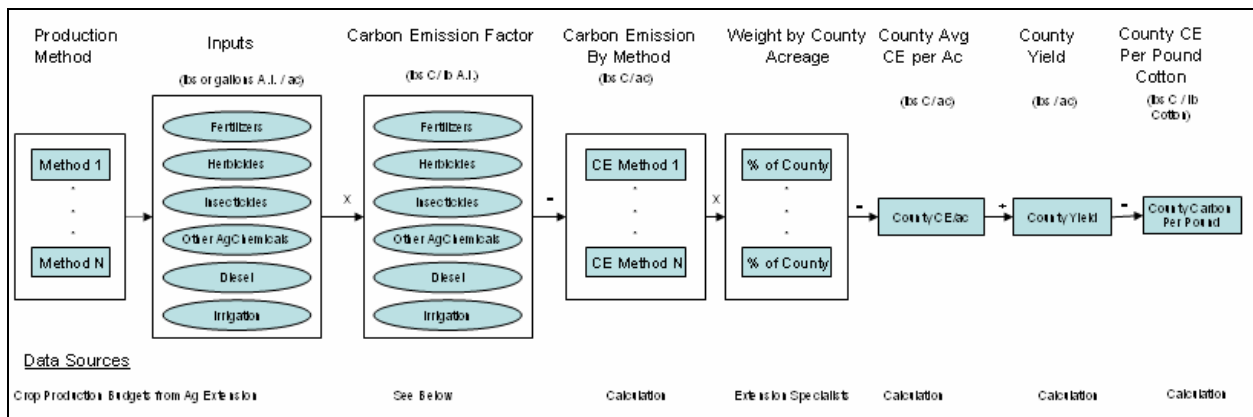 Production Method
Inputs
Carbon Emission Factor
Carbon Emission By Method
Weight by County Acreage
County Avg CE per Ac
County Yield
County CE Per Pound Cotton
(lbs or gallons A.I. / ac)
(lbs C / lb A.I.)
(lbs C/ac)
(lbs C/ac)
(lbs /ac)
(lbs C / lb Cotton)
Method 1
.
.
.
Method N
Fertilizers
Herbicides
Insecticides
Other AgChemicals
Diesel
Irrigation
x
Fertilizers
Herbicides
Insecticides
Other AgChemicals
Diesel
Irrigation
-
CE Method 1
.
.
.
CE Method N
x
% of County
.
.
.
% of County
-
County CE/ac
+
County Yield
-
County Carbon Per Pound
Data Sources
Crop Production Budgets from Ag Extension
See Below
Calculation
Extension Specialists
Calculation
Calculation
Calculation